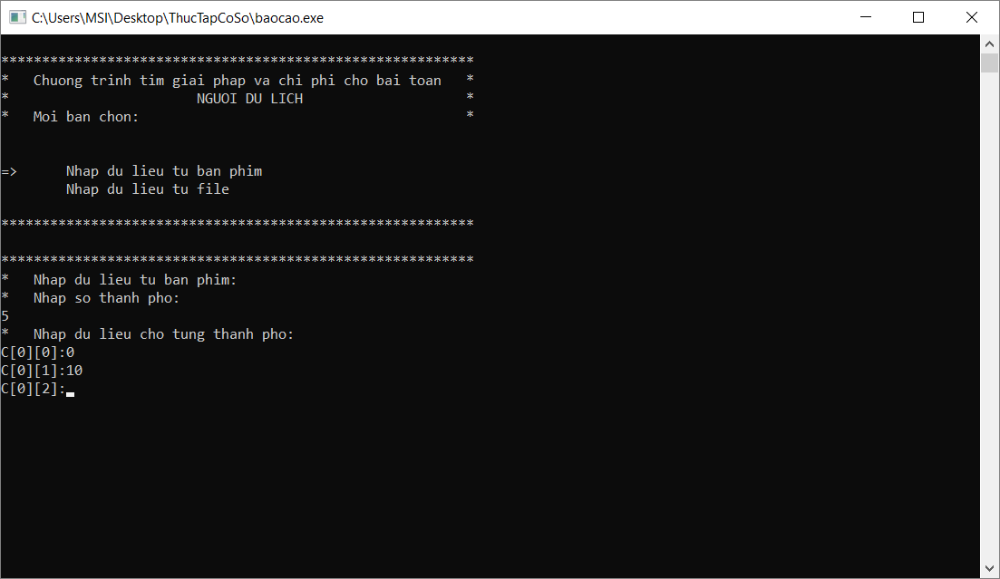 C:\Users\MSI\Desktop\ThucTapCoSo\baocao.exe
**********************************************************
*   Chuong trinh tim giai phap va chi phi cho bai toan   *
*                       NGUOI DU LICH                    *
*   Moi ban chon:                                        *
=>      Nhap du lieu tu ban phim
        Nhap du lieu tu file
**********************************************************
**********************************************************
*   Nhap du lieu tu ban phim:
*   Nhap so thanh pho:
5
*   Nhap du lieu cho tung thanh pho:
C[0][0]:0
C[0][1]:10
C[0][2]: